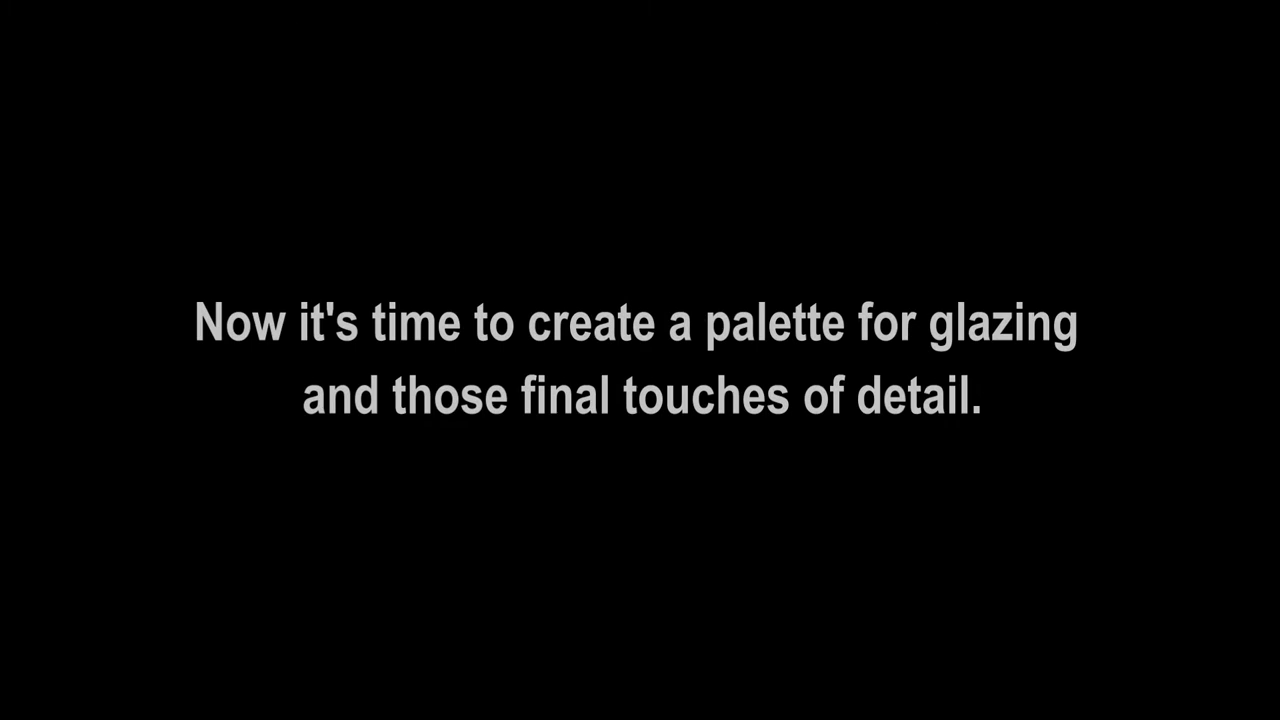 Now it's time to create a palette for glazing
and those final touches of detail.